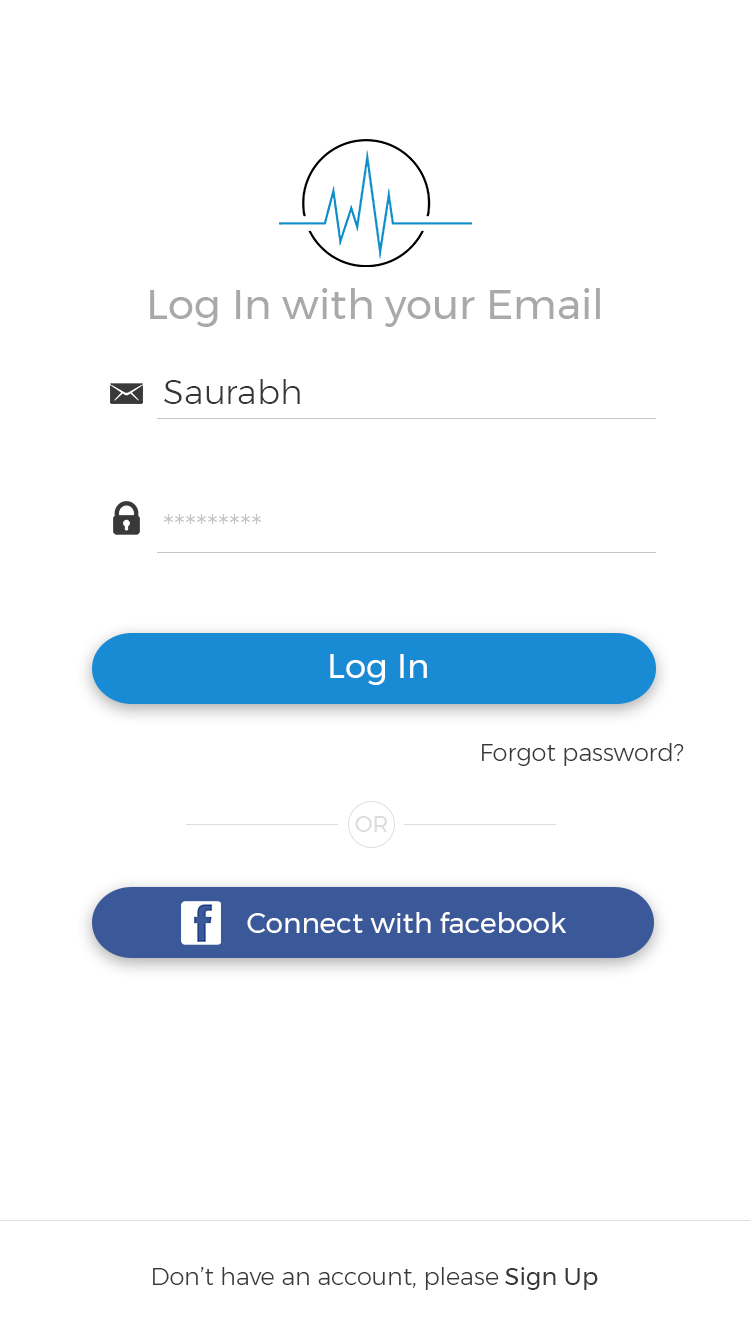 Log In with your Email
Saurabh
*********
Log In
Forgot password?
OR
f Connect with facebook
Don’t have an account, please Sign Up